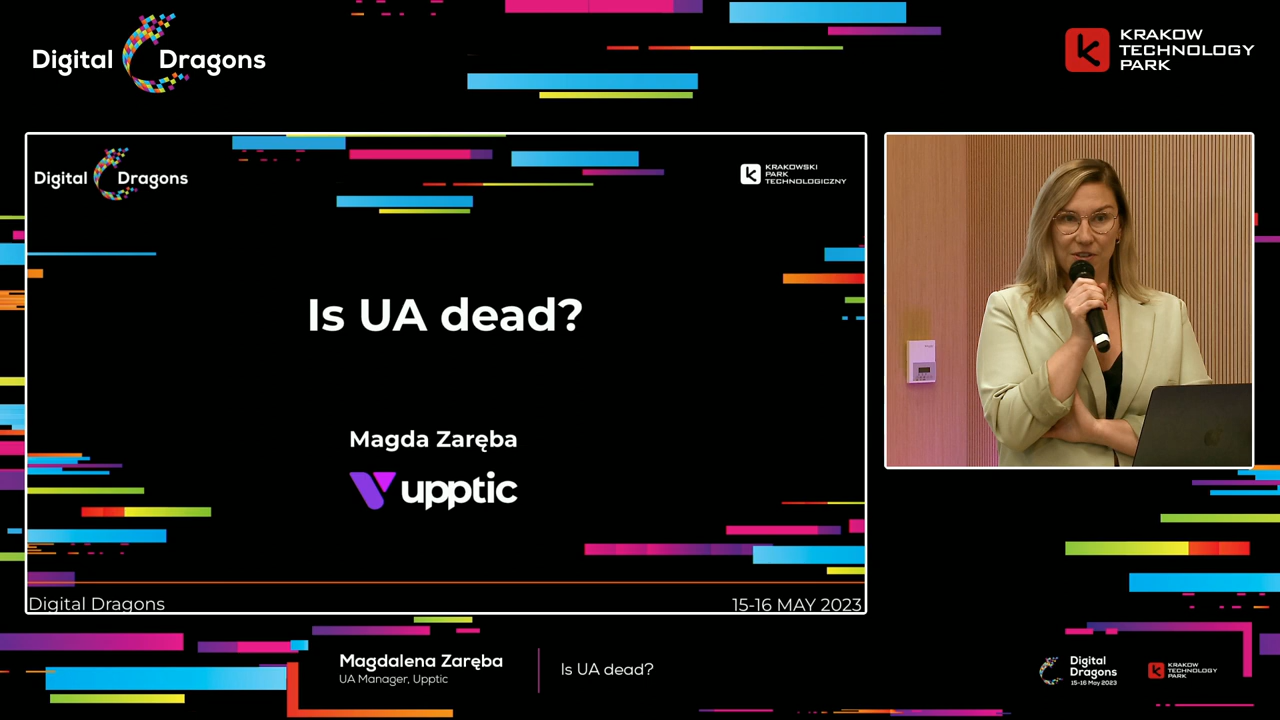 Digital Dragons
KRAKOW
TECHNOLOGY
PARK
Digital Dragons
KRAKOWSKI
PARK
TECHNOLOGICZNY
Is UA dead?
Magda Zaręba
upptic
Digital Dragons
15-16 MAY 2023
Magdalena Zaręba
UA Manager, Upptic
Is UA dead?
Digital
Dragons
15-16 May 2023
KRAKOW
TECHNOLOGY
PARK